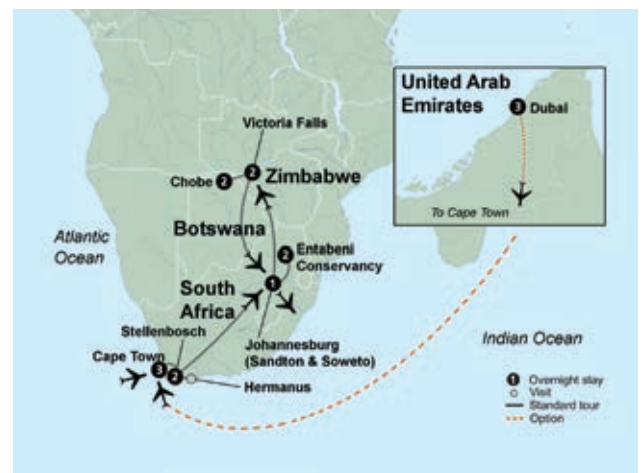 United Arab
Emirates
3
Dubai
To Cape Town
Victoria Falls
2
Zimbabwe
Chobe
2
Botswana
Atlantic
Ocean
2
Entabeni
Conservancy
1
South
Africa
Stellenbosch
Cape Town
3
2
Johannesburg
(Sandton & Soweto)
Hermanus
Indian Ocean
1 Overnight stay
Visit
Standard tour
Option